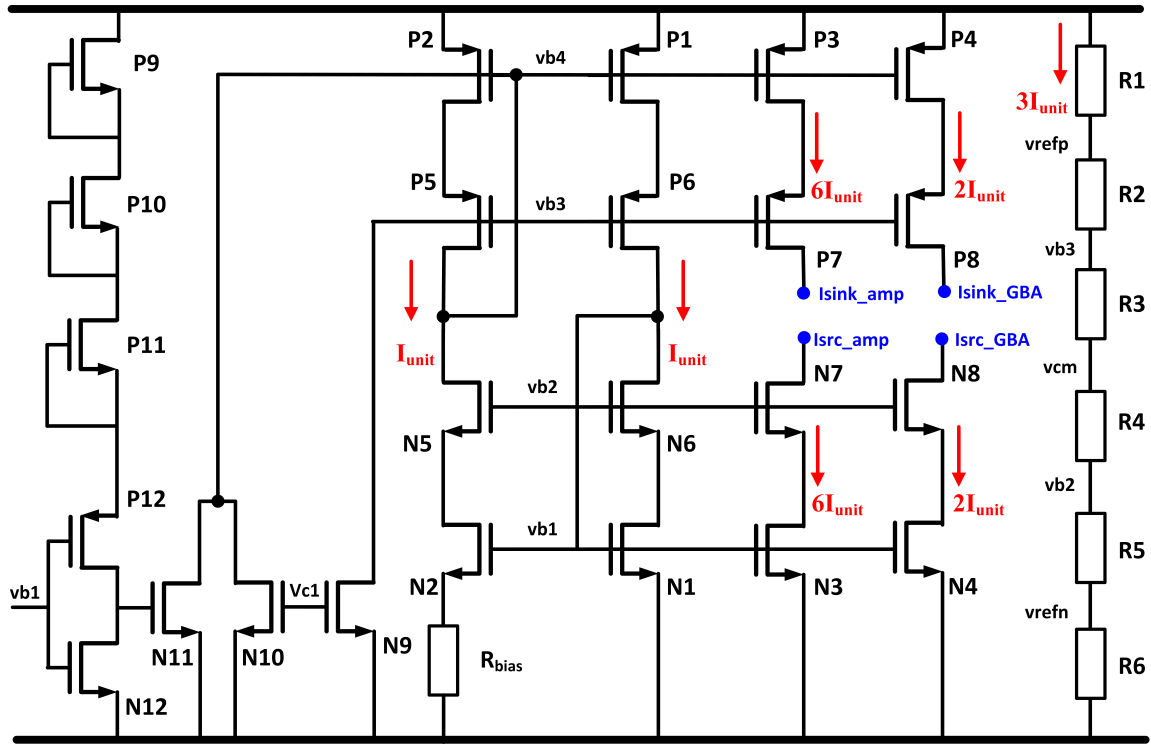 P9
P10
P11
P12
vb1
N11
N10
N12
Vc1
N9
P2
vb4
P1
P3
P4
3Iunit
R1
vrefp
6Iunit
2Iunit
P5
vb3
P6
P7
P8
R2
vb3
Isink_amp
Isink_GBA
R3
Isrc_amp
Isrc_GBA
Iunit
Iunit
vcm
N5
vb2
N6
N7
N8
R4
vb2
6Iunit
2Iunit
N2
vb1
N1
N3
N4
R5
vrefn
Rbias
R6